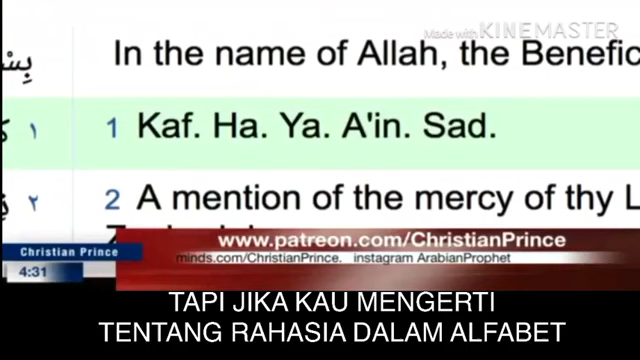 Made with KINEMASTER
In the name of Allah, the Benefic
١ 1 Kaf. Ha. Ya. A'in. Sad.
٢ 2 A mention of the mercy of thy L
www.patreon.com/ChristianPrince
Christian Prince
minds.com/ChristianPrince. instagram ArabianProphet
4:31
TAPI JIKA KAU MENGERTI
TENTANG RAHASIA DALAM ALFABET